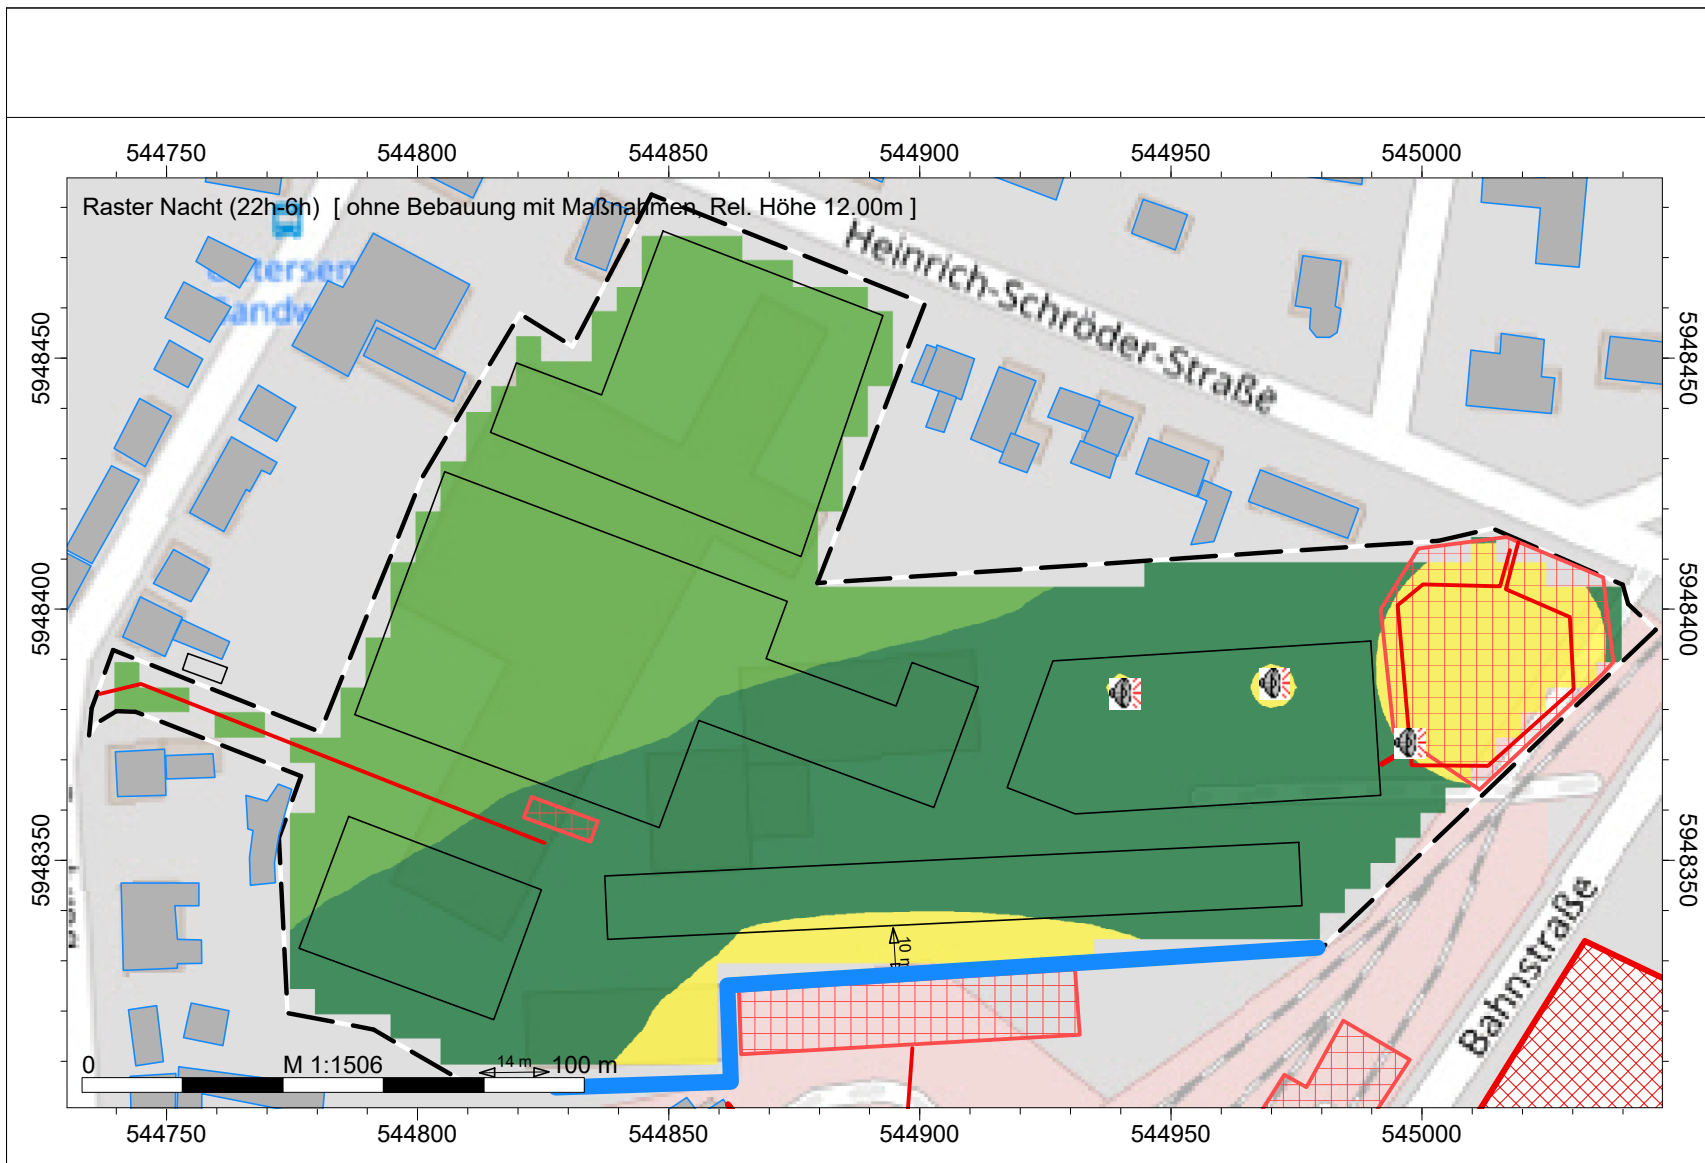 544750 544800 544850 544900 544950 545000
Raster Nacht (22h-6h) [ ohne Bebauung mit Maßnahmen, Rel. Höhe 12.00m ]
Heinrich-Schröder-Straße
5948450
5948450
5948400
5948400
5948350
5948350
10 m
Bahnstraße
0 M 1:1506 14 m 100 m
544750 544800 544850 544900 544950 545000